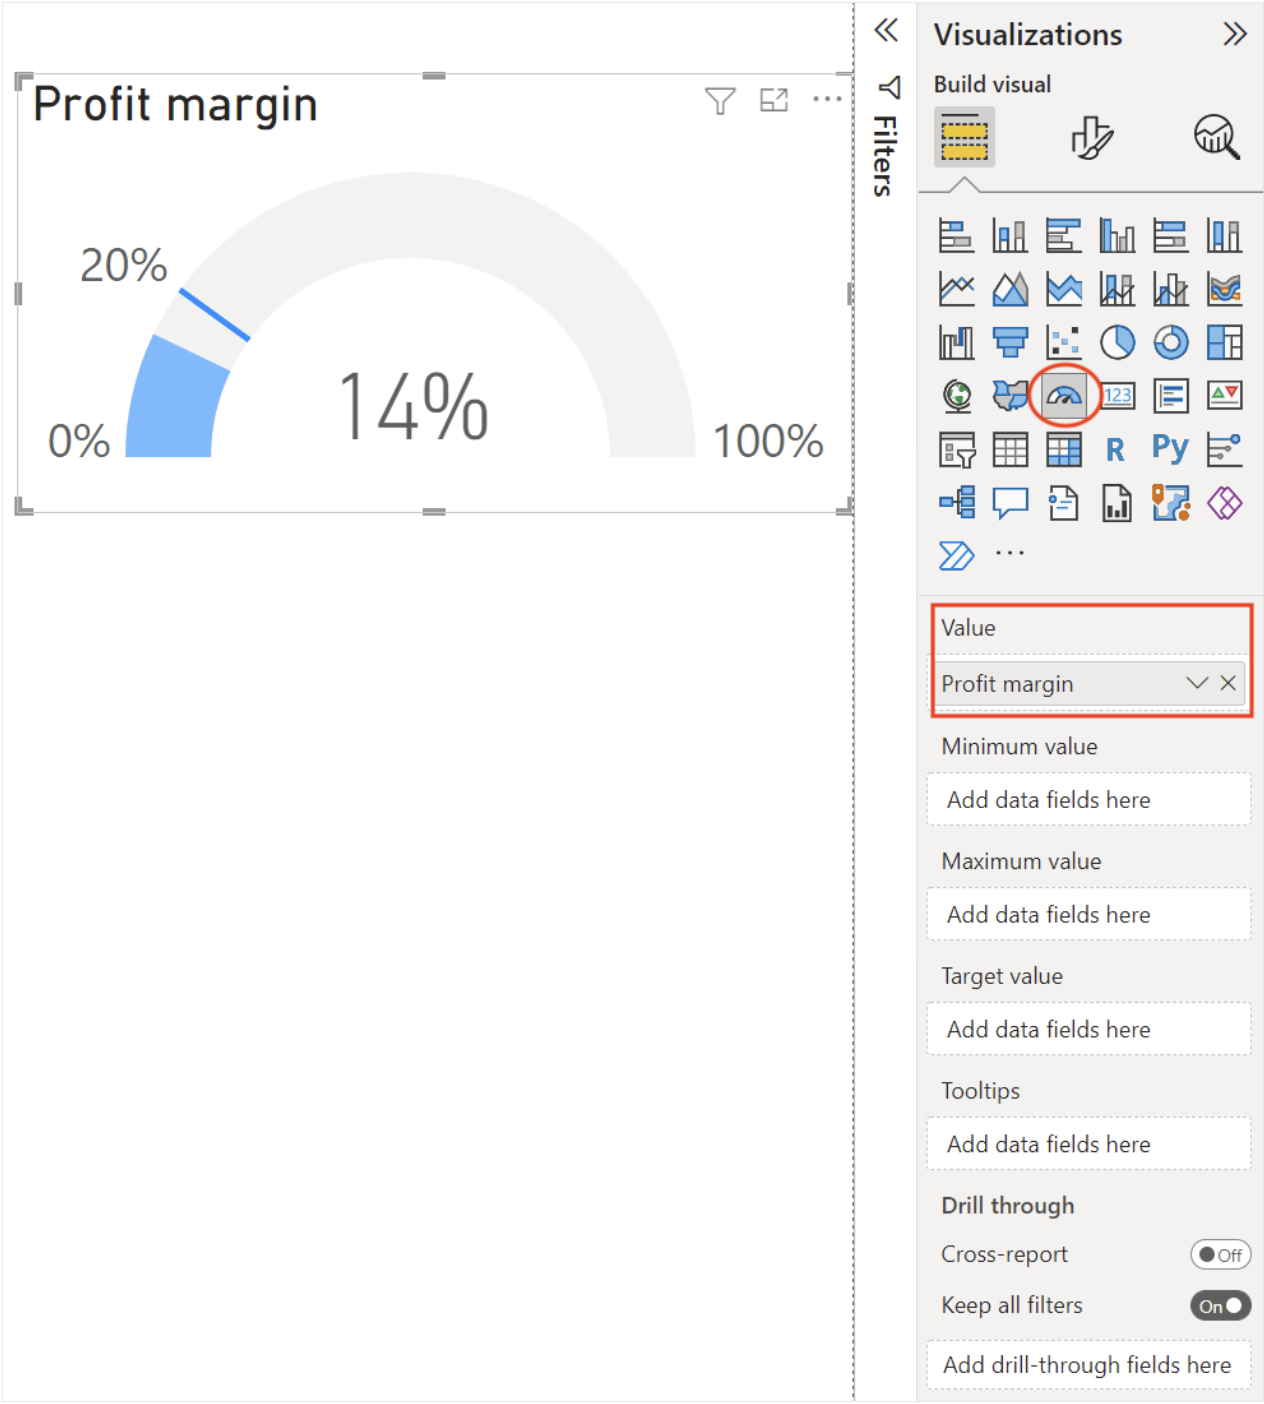 Profit margin
20%
14%
0%
100%
Filters
Visualizations
Build visual
123
R
Py
Value
Profit margin
Minimum value
Add data fields here
Maximum value
Add data fields here
Target value
Add data fields here
Tooltips
Add data fields here
Drill through
Cross-report
Off
Keep all filters
On
Add drill-through fields here